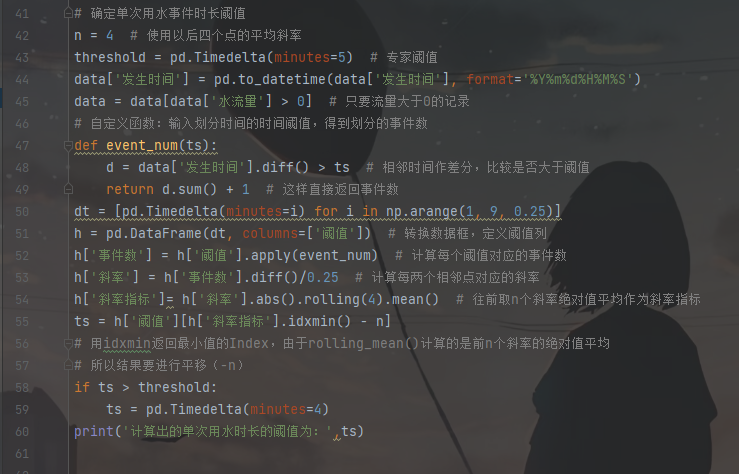 41 # 确定单次用水事件时长阈值
42 n = 4  # 使用以后四个点的平均斜率
43 threshold = pd.Timedelta(minutes=5)  # 专家阈值
44 data['发生时间'] = pd.to_datetime(data['发生时间'], format='%Y%m%d%H%M%S')
45 data = data[data['水流量'] > 0]  # 只要流量大于0的记录
46 # 自定义函数：输入划分时间的时间阈值，得到划分的事件数
47 def event_num(ts):
48     d = data['发生时间'].diff() > ts  # 相邻时间作差分，比较是否大于阈值
49     return d.sum() + 1  # 这样直接返回事件数
50 dt = [pd.Timedelta(minutes=i) for i in np.arange(1, 9, 0.25)]
51 h = pd.DataFrame(dt, columns=['阈值'])  # 转换数据框，定义阈值列
52 h['事件数'] = h['阈值'].apply(event_num)  # 计算每个阈值对应的事件数
53 h['斜率'] = h['事件数'].diff()/0.25  # 计算每两个相邻点对应的斜率
54 h['斜率指标']= h['斜率'].abs().rolling(4).mean()  # 往前取n个斜率绝对值平均作为斜率指标
55 ts = h['阈值'][h['斜率指标'].idxmin() - n]
56 # 用idxmin返回最小值的Index，由于rolling_mean()计算的是前n个斜率的绝对值平均
57 # 所以结果要进行平移（-n）
58 if ts > threshold:
59     ts = pd.Timedelta(minutes=4)
60 print('计算出的单次用水时长的阈值为：',ts)
61